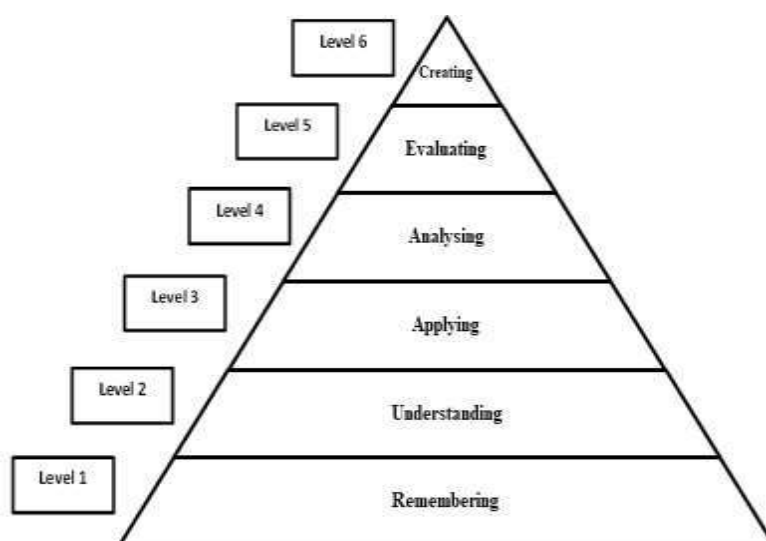 Level 6
Creating
Level 5
Evaluating
Level 4
Analysing
Level 3
Applying
Level 2
Understanding
Level 1
Remembering